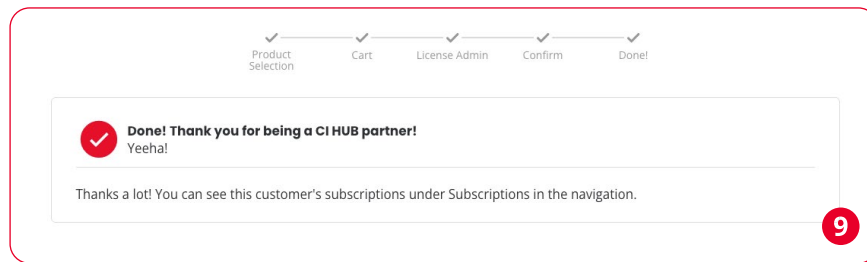 Product
Selection
Cart
License Admin
Confirm
Done!
Done! Thank you for being a CI HUB partner!
Yeeha!
Thanks a lot! You can see this customer's subscriptions under Subscriptions in the navigation.
9